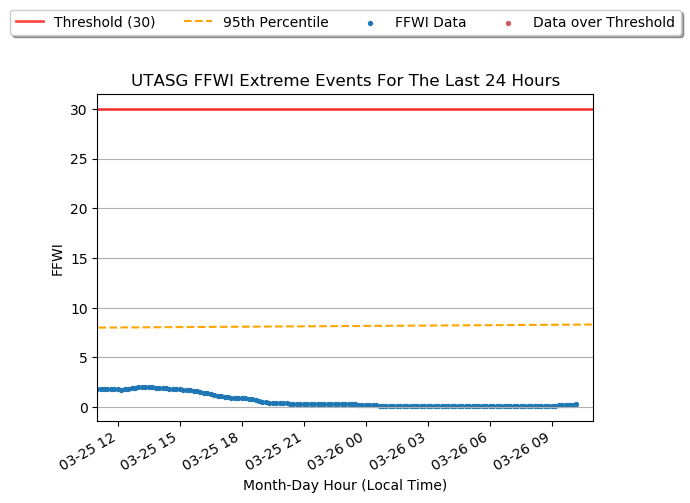 Threshold (30) 95th Percentile FFWI Data Data over Threshold
UTASG FFWI Extreme Events For The Last 24 Hours
30
25
20
15
10
5
0
FFWI
03-25 12 03-25 15 03-25 18 03-25 21 03-26 00 03-26 03 03-26 06 03-26 09
Month-Day Hour (Local Time)